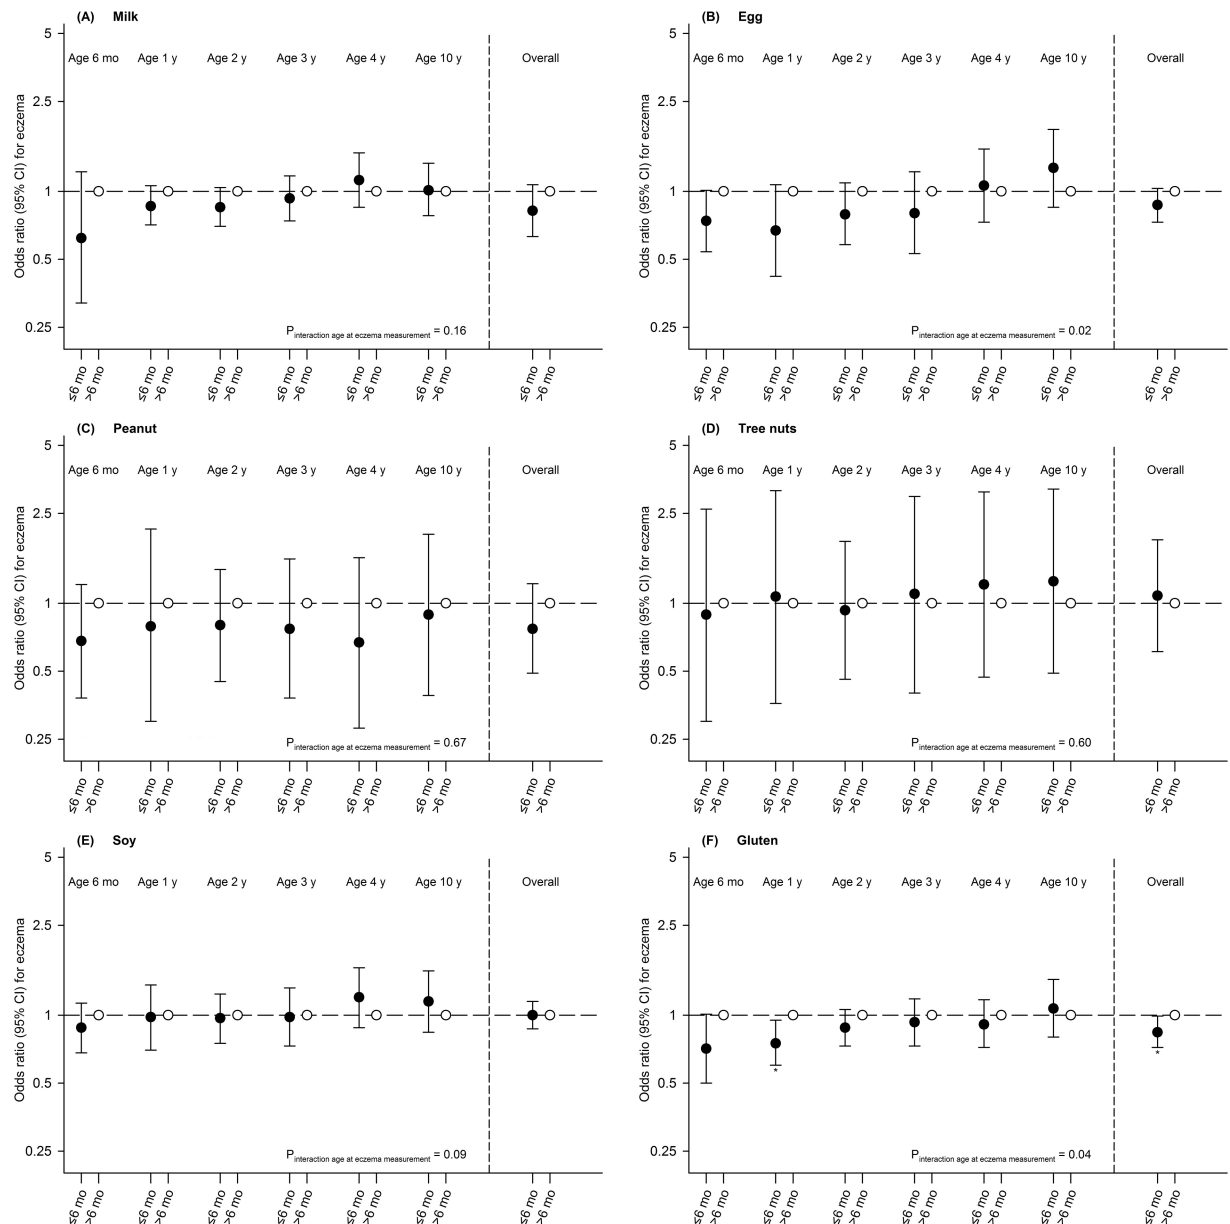 (A) Milk
5
Age 6 mo Age 1 y Age 2 y Age 3 y Age 4 y Age 10 y Overall
2.5
1
0.5
0.25
Odds ratio (95% CI) for eczema
Pinteraction age at eczema measurement = 0.16
≤6 mo >6 mo ≤6 mo >6 mo ≤6 mo >6 mo ≤6 mo >6 mo ≤6 mo >6 mo ≤6 mo >6 mo ≤6 mo >6 mo
(B) Egg
5
Age 6 mo Age 1 y Age 2 y Age 3 y Age 4 y Age 10 y Overall
2.5
1
0.5
0.25
Odds ratio (95% CI) for eczema
Pinteraction age at eczema measurement = 0.02
≤6 mo >6 mo ≤6 mo >6 mo ≤6 mo >6 mo ≤6 mo >6 mo ≤6 mo >6 mo ≤6 mo >6 mo ≤6 mo >6 mo
(C) Peanut
5
Age 6 mo Age 1 y Age 2 y Age 3 y Age 4 y Age 10 y Overall
2.5
1
0.5
0.25
Odds ratio (95% CI) for eczema
Pinteraction age at eczema measurement = 0.67
≤6 mo >6 mo ≤6 mo >6 mo ≤6 mo >6 mo ≤6 mo >6 mo ≤6 mo >6 mo ≤6 mo >6 mo ≤6 mo >6 mo
(D) Tree nuts
5
Age 6 mo Age 1 y Age 2 y Age 3 y Age 4 y Age 10 y Overall
2.5
1
0.5
0.25
Odds ratio (95% CI) for eczema
Pinteraction age at eczema measurement = 0.60
≤6 mo >6 mo ≤6 mo >6 mo ≤6 mo >6 mo ≤6 mo >6 mo ≤6 mo >6 mo ≤6 mo >6 mo ≤6 mo >6 mo
(E) Soy
5
Age 6 mo Age 1 y Age 2 y Age 3 y Age 4 y Age 10 y Overall
2.5
1
0.5
0.25
Odds ratio (95% CI) for eczema
Pinteraction age at eczema measurement = 0.09
≤6 mo >6 mo ≤6 mo >6 mo ≤6 mo >6 mo ≤6 mo >6 mo ≤6 mo >6 mo ≤6 mo >6 mo ≤6 mo >6 mo
(F) Gluten
5
Age 6 mo Age 1 y Age 2 y Age 3 y Age 4 y Age 10 y Overall
2.5
1
0.5
0.25
Odds ratio (95% CI) for eczema
* *
Pinteraction age at eczema measurement = 0.04
≤6 mo >6 mo ≤6 mo >6 mo ≤6 mo >6 mo ≤6 mo >6 mo ≤6 mo >6 mo ≤6 mo >6 mo ≤6 mo >6 mo